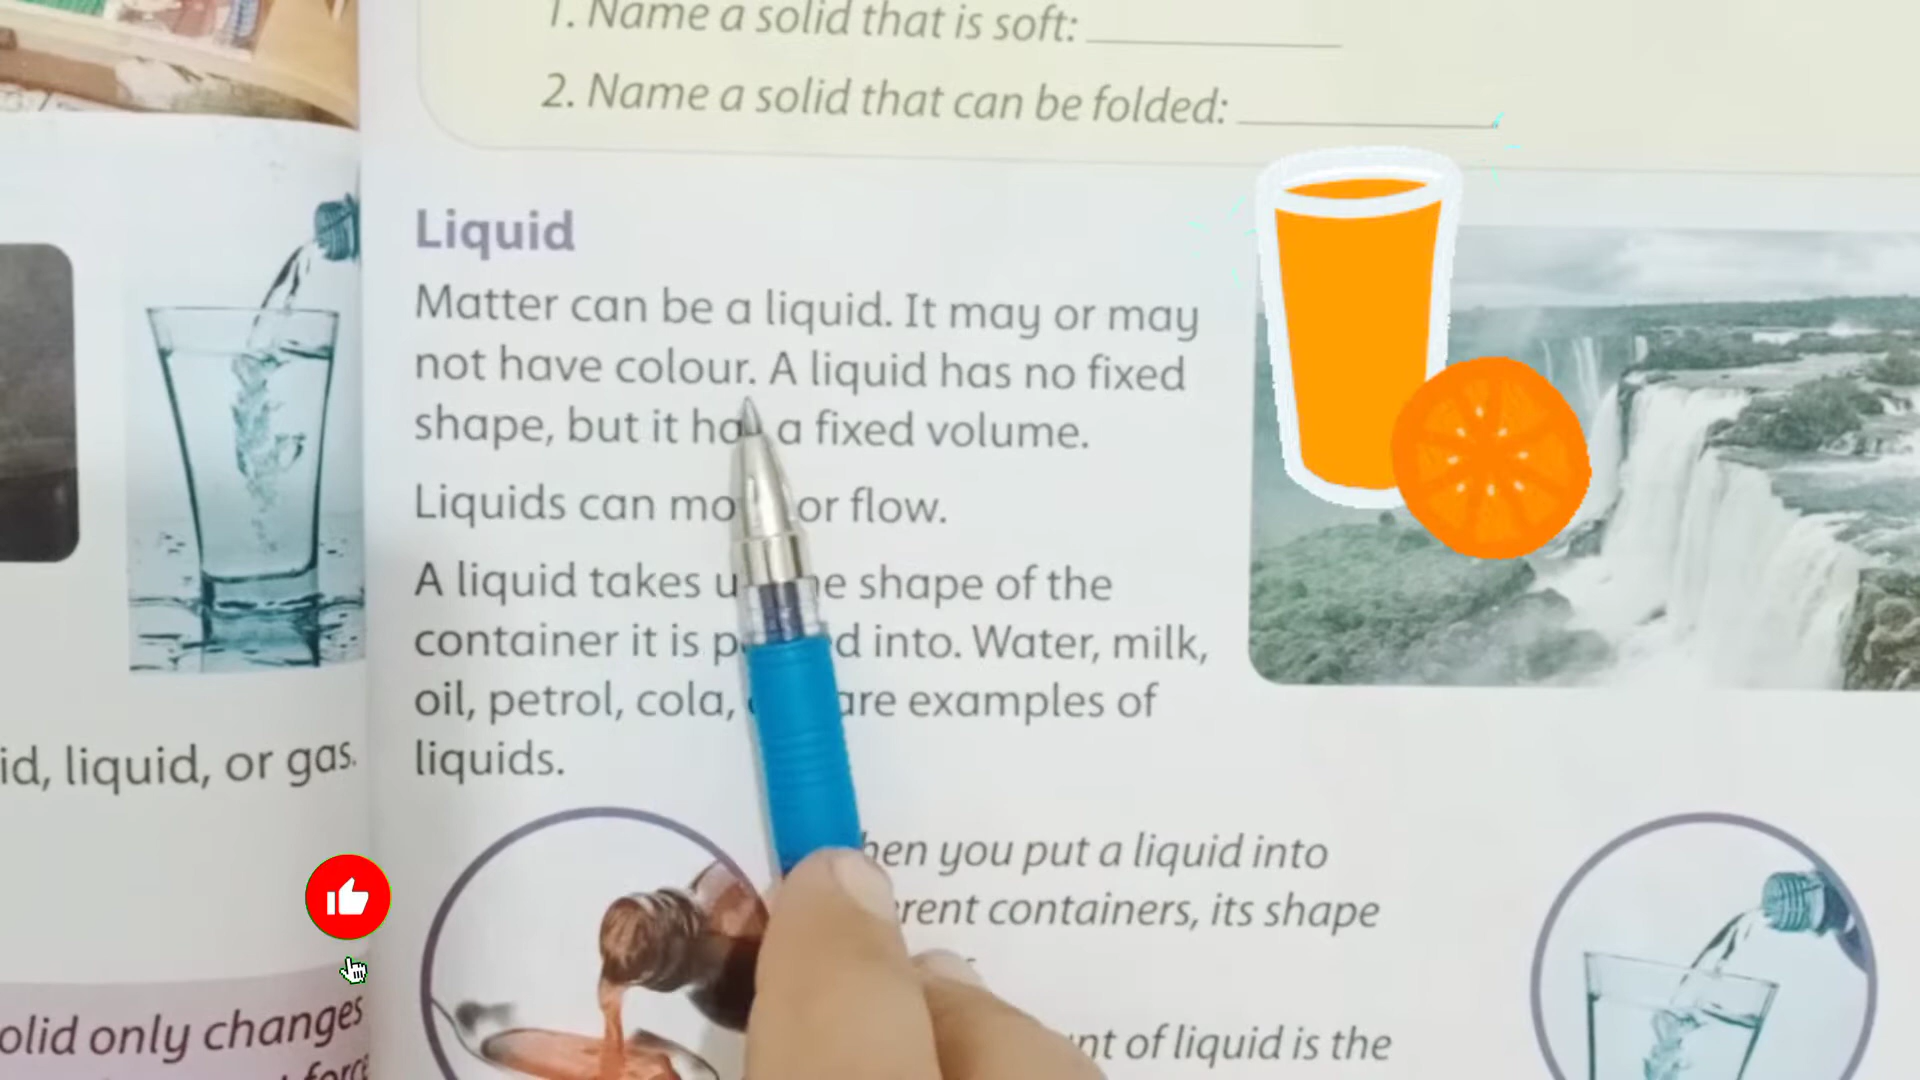 1. Name a solid that is soft:
2. Name a solid that can be folded:
Liquid
Matter can be a liquid. It may or may
not have colour. A liquid has no fixed
shape, but it ha a fixed volume.
Liquids can mo or flow.
A liquid takes u e shape of the
container it is p d into. Water, milk,
oil, petrol, cola, are examples of
liquids.
id, liquid, or gas.
hen you put a liquid into
rent containers, its shape
nt of liquid is the
olid only changes